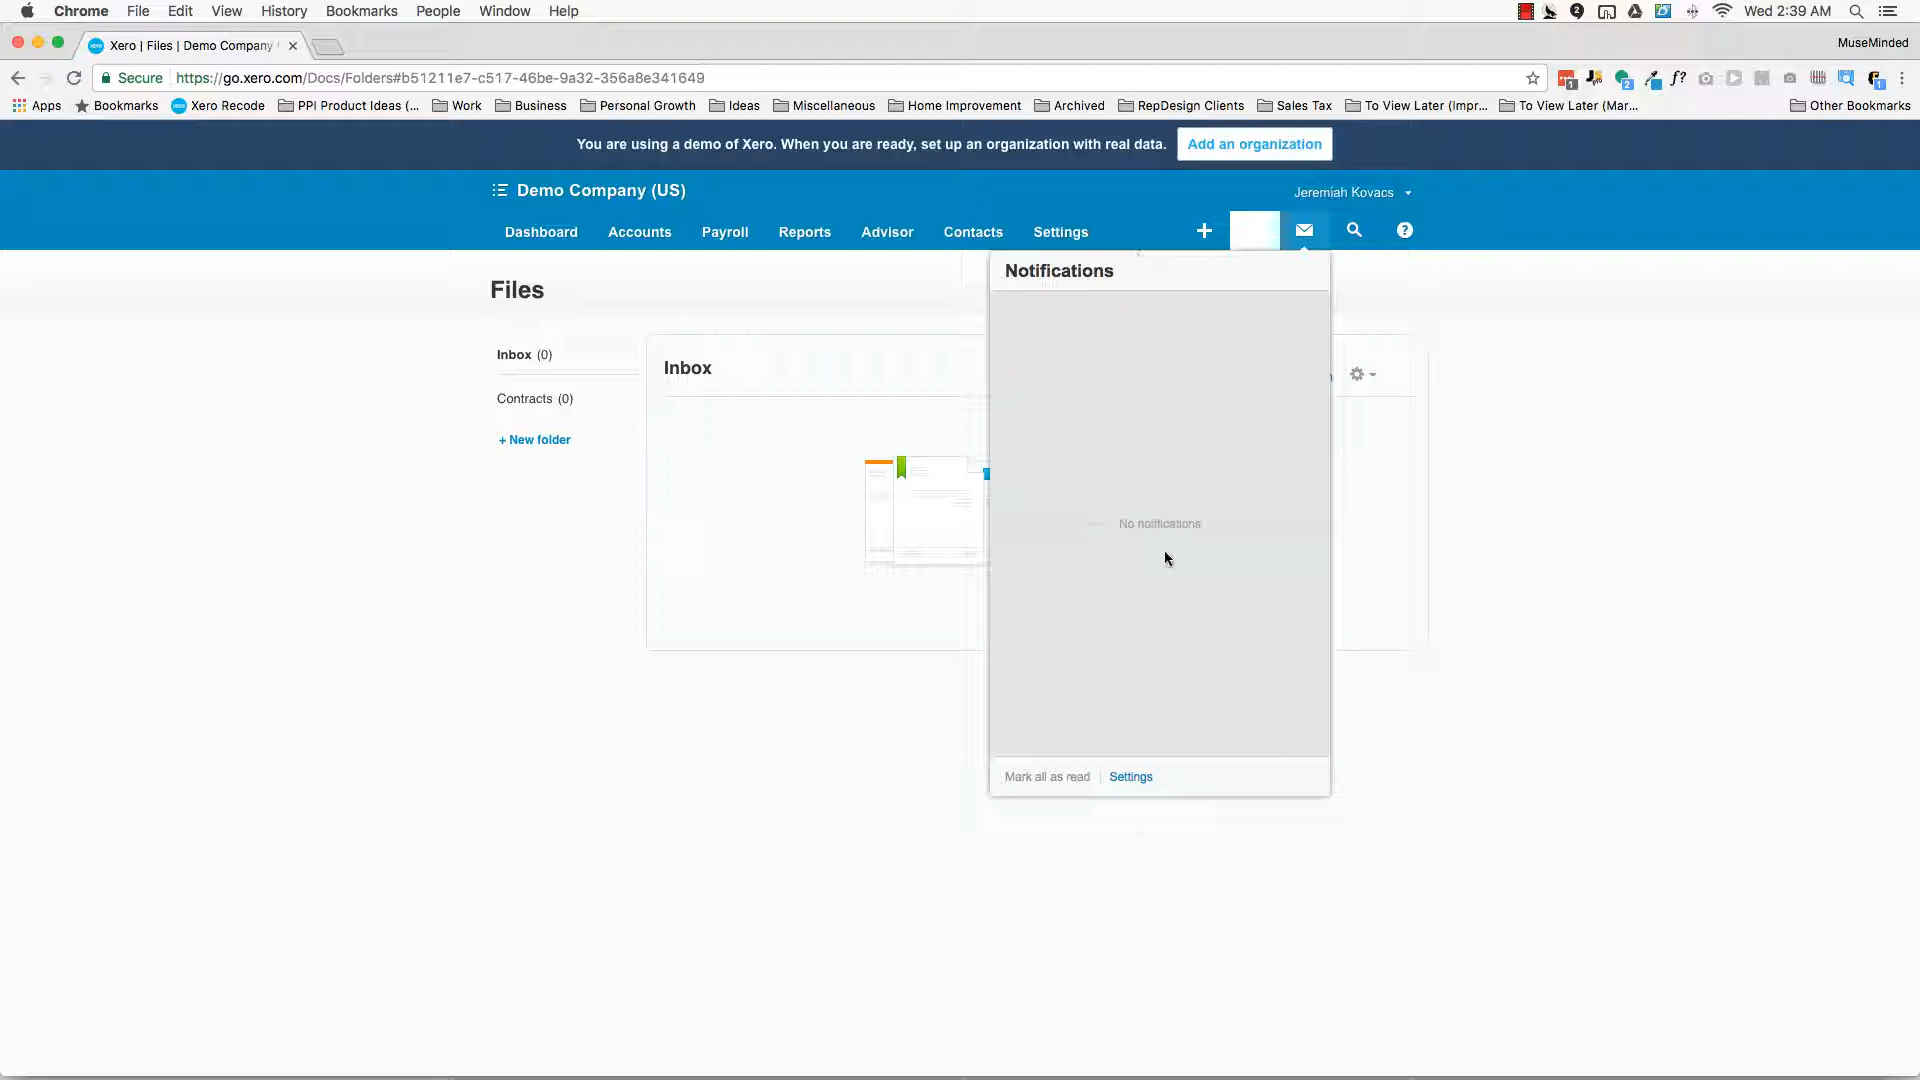 Chrome File Edit View History Bookmarks People Window Help
2
Wed 2:39 AM
Xero | Files | Demo Company
MuseMinded
Secure
https://go.xero.com/Docs/Folders#b51211e7-c517-46be-9a32-356a8e341649
1
2
f?
1
Apps Bookmarks Xero Recode PPI Product Ideas (... Work Business Personal Growth Ideas Miscellaneous Home Improvement Archived RepDesign Clients Sales Tax To View Later (Impr... To View Later (Mar... Other Bookmarks
You are using a demo of Xero. When you are ready, set up an organization with real data. Add an organization
Demo Company (US)
Jeremiah Kovacs
Dashboard Accounts Payroll Reports Advisor Contacts Settings
Notifications
Files
Inbox (0)
Inbox
Contracts (0)
+ New folder
No notifications
Mark all as read | Settings